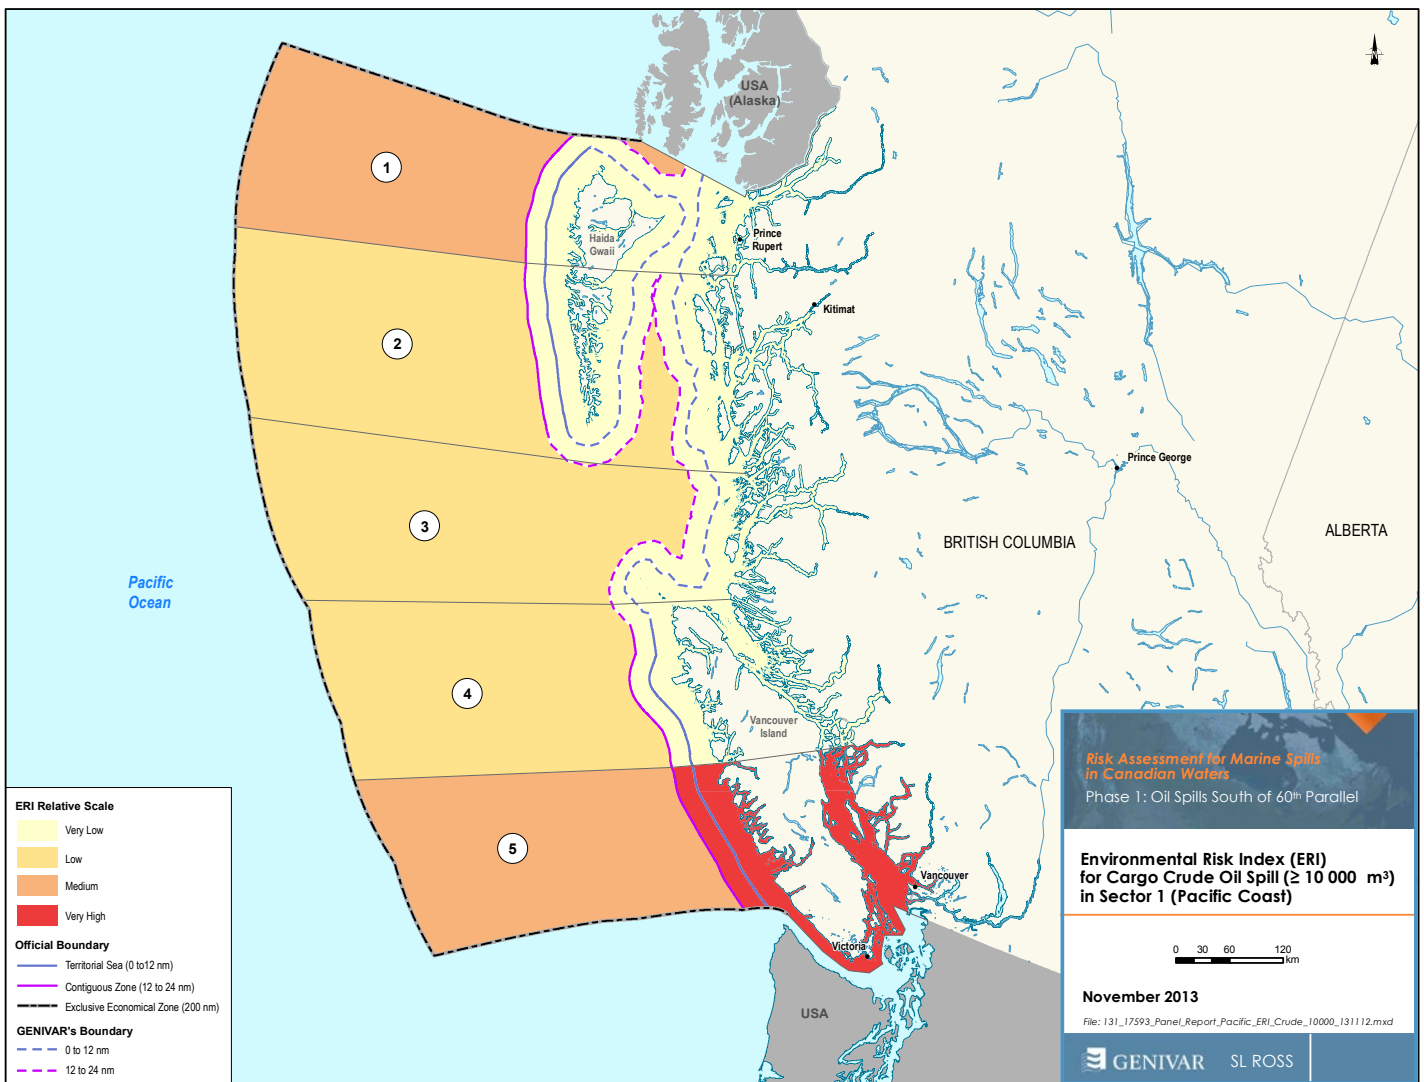 USA
(Alaska)
1
Haida
Gwaii
Prince
Rupert
Kitimat
2
Prince George
3
BRITISH COLUMBIA
ALBERTA
Pacific
Ocean
4
Vancouver
Island
5
Vancouver
Victoria
USA
ERI Relative Scale
Very Low
Low
Medium
Very High
Official Boundary
Territorial Sea (0 to12 nm)
Contiguous Zone (12 to 24 nm)
Exclusive Economical Zone (200 nm)
GENIVAR's Boundary
0 to 12 nm
12 to 24 nm
Risk Assessment for Marine Spills
in Canadian Waters
Phase 1: Oil Spills South of 60th Parallel
Environmental Risk Index (ERI)
for Cargo Crude Oil Spill (≥ 10 000 m³)
in Sector 1 (Pacific Coast)
0 30 60 120
km
November 2013
File: 131_17593_Panel_Report_Pacific_ERI_Crude_10000_131112.mxd
GENIVAR SL ROSS